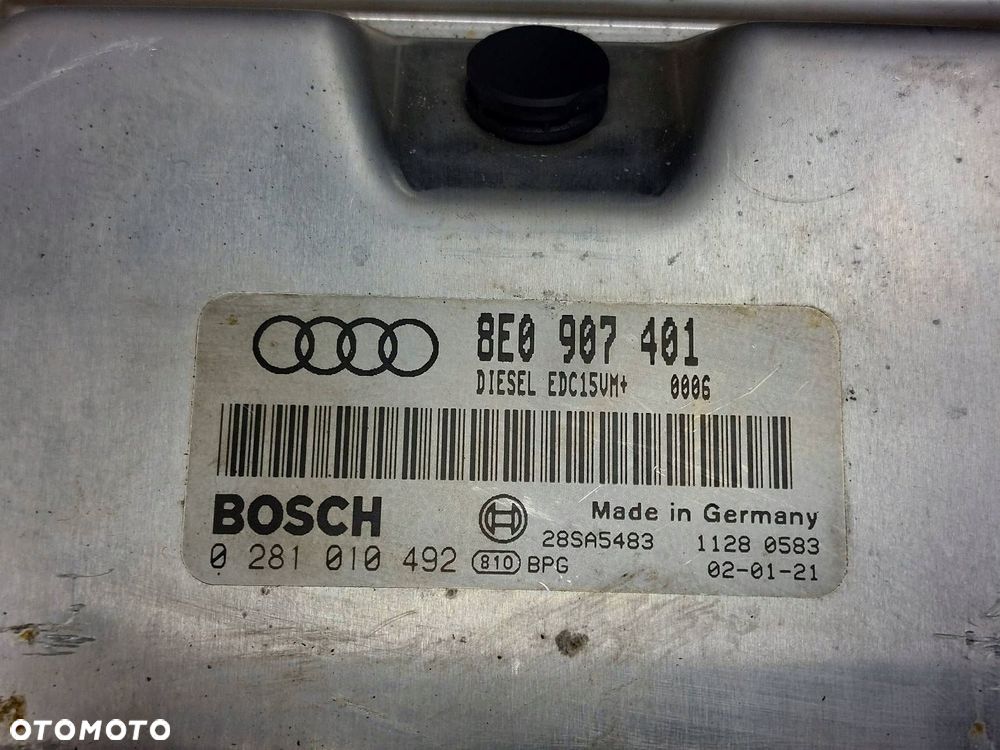 8E0 907 401
DIESEL EDC15VM+ 0006
BOSCH
Made in Germany
28SA5483 1128 0583
0 281 010 492 810 BPG 02-01-21
OTOMOTO